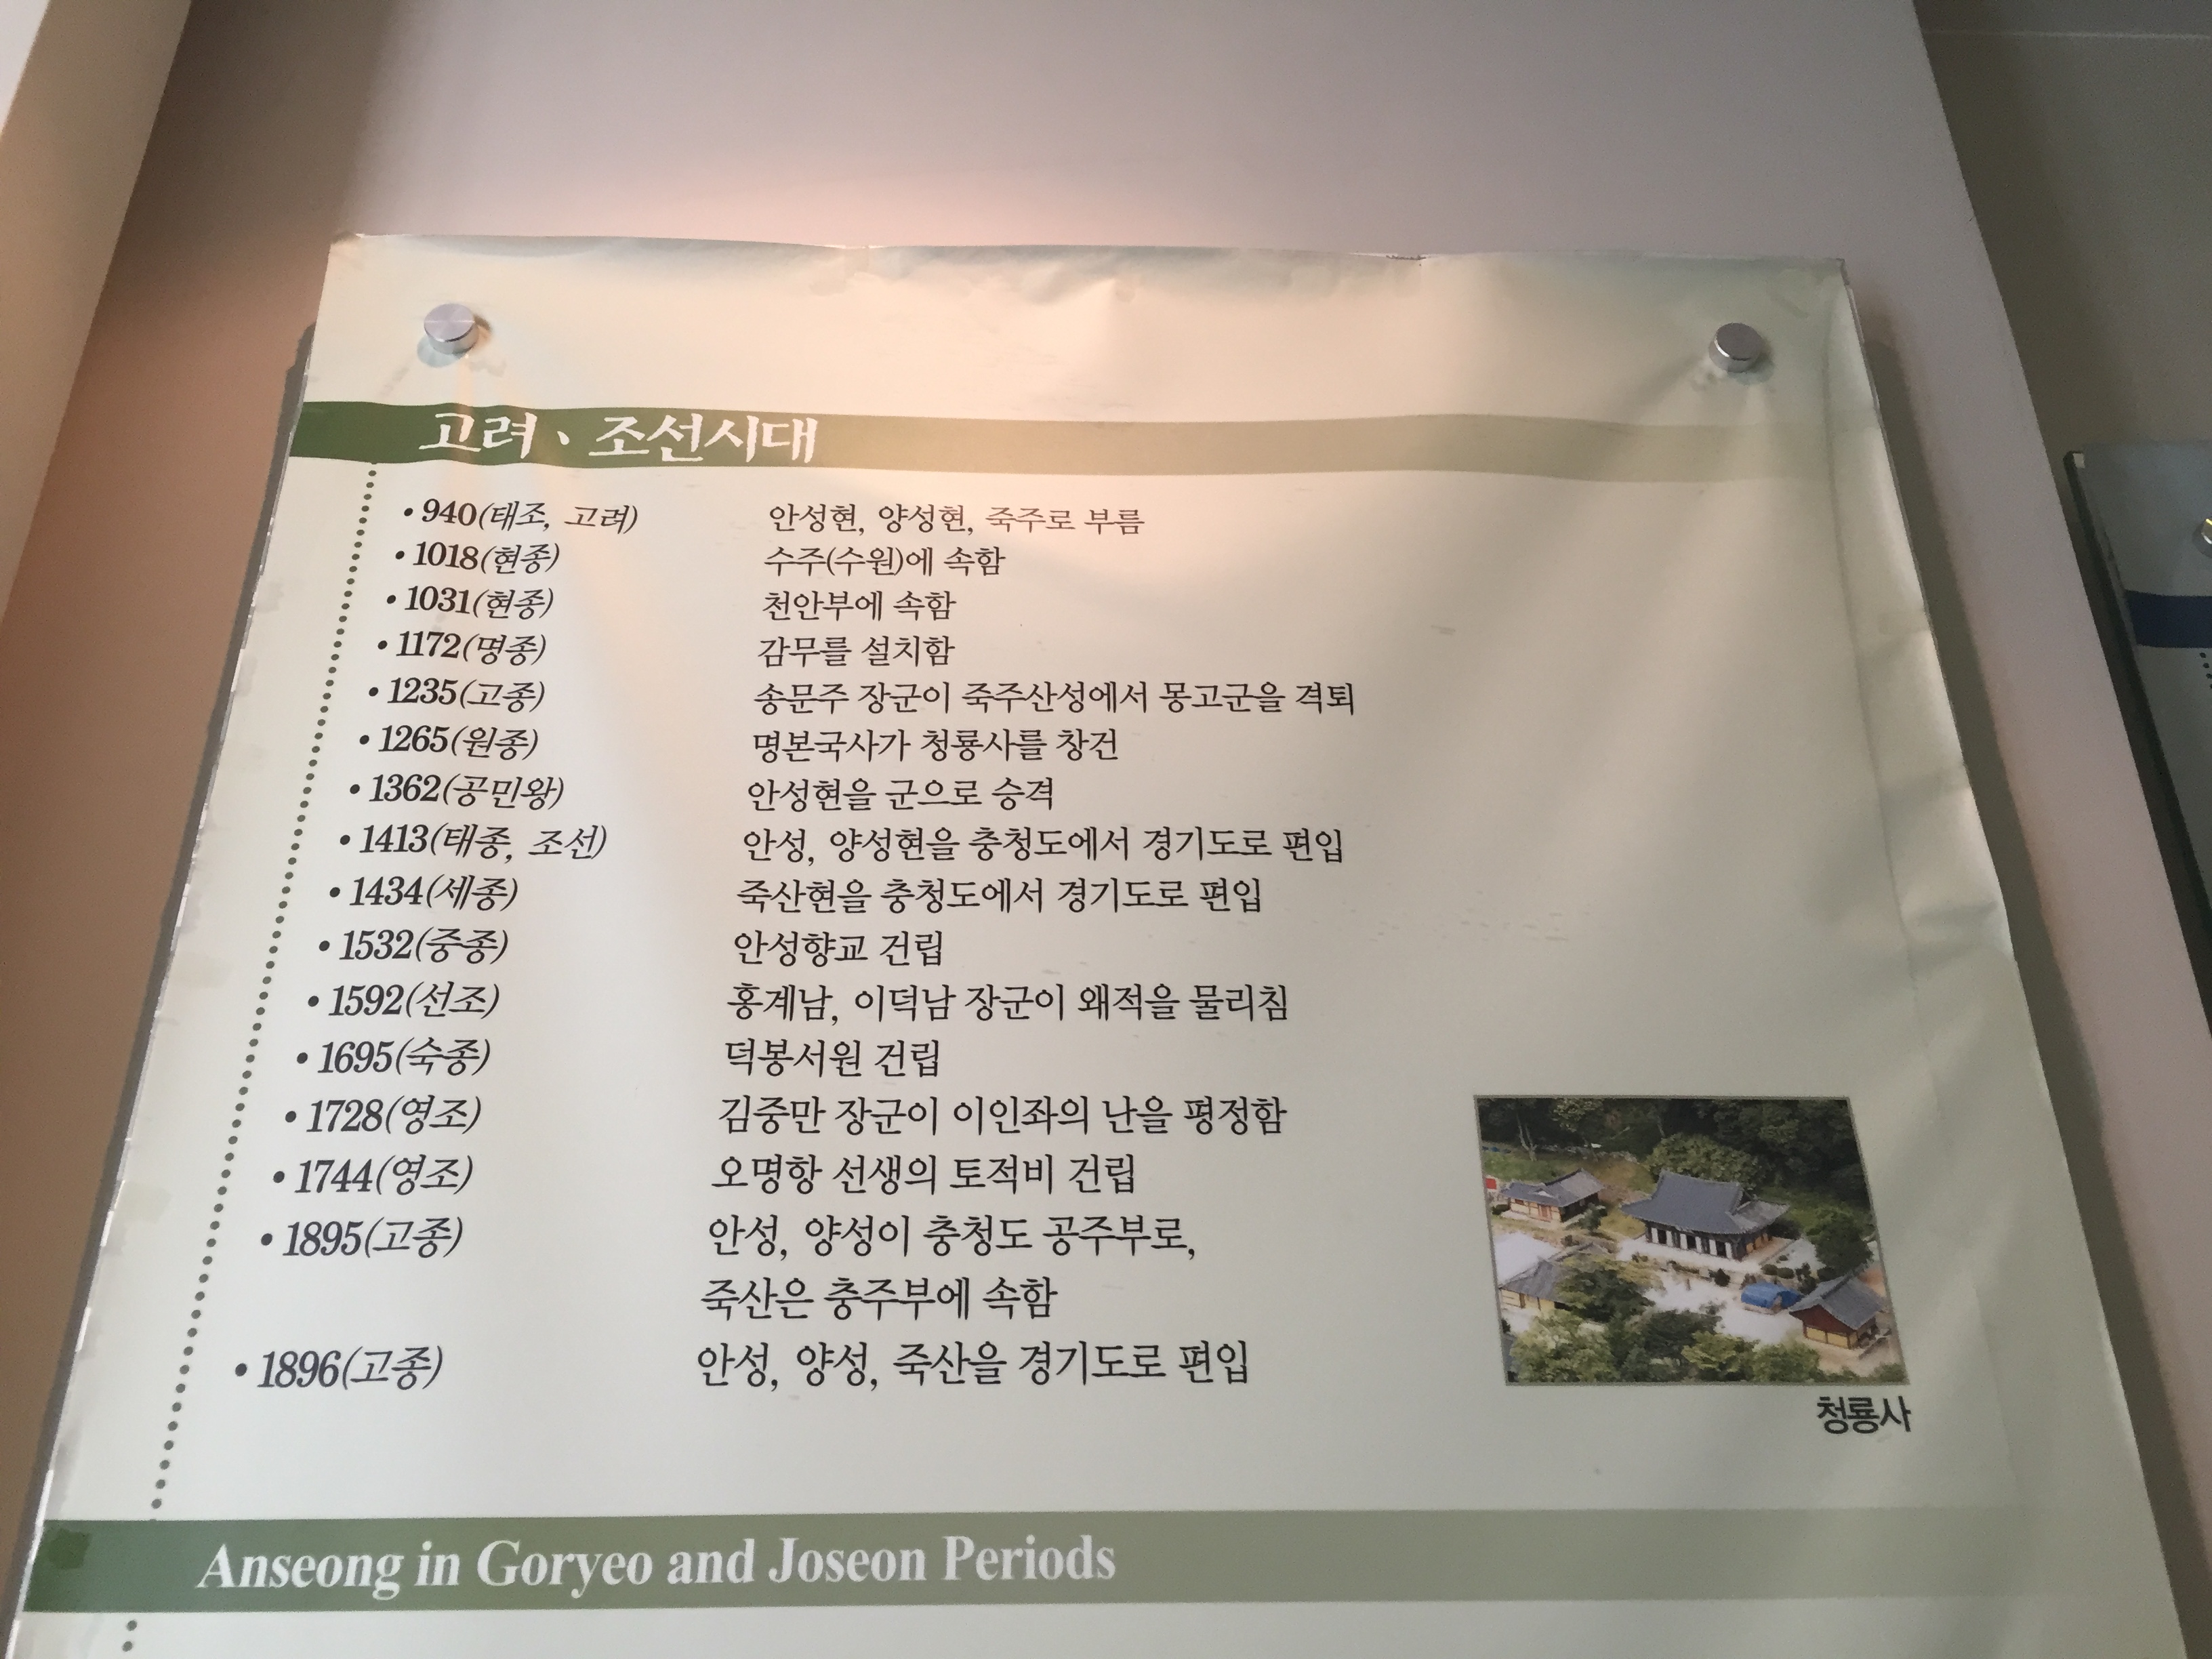 고려、조선시대
• 940(태조, 고려) 안성현, 양성현, 죽주로 부름
• 1018(현종) 수주(수원)에 속함
• 1031(현종) 천안부에 속함
• 1172(명종) 감무를 설치함
• 1235(고종) 송문주 장군이 죽주산성에서 몽고군을 격퇴
• 1265(원종) 명본국사가 청룡사를 창건
• 1362(공민왕) 안성현을 군으로 승격
• 1413(태종, 조선) 안성, 양성현을 충청도에서 경기도로 편입
• 1434(세종) 죽산현을 충청도에서 경기도로 편입
• 1532(중종) 안성향교 건립
• 1592(선조) 홍계남, 이덕남 장군이 왜적을 물리침
• 1695(숙종) 덕봉서원 건립
• 1728(영조) 김중만 장군이 이인좌의 난을 평정함
• 1744(영조) 오명항 선생의 토적비 건립
• 1895(고종) 안성, 양성이 충청도 공주부로,
죽산은 충주부에 속함
• 1896(고종) 안성, 양성, 죽산을 경기도로 편입
청룡사
Anseong in Goryeo and Joseon Periods